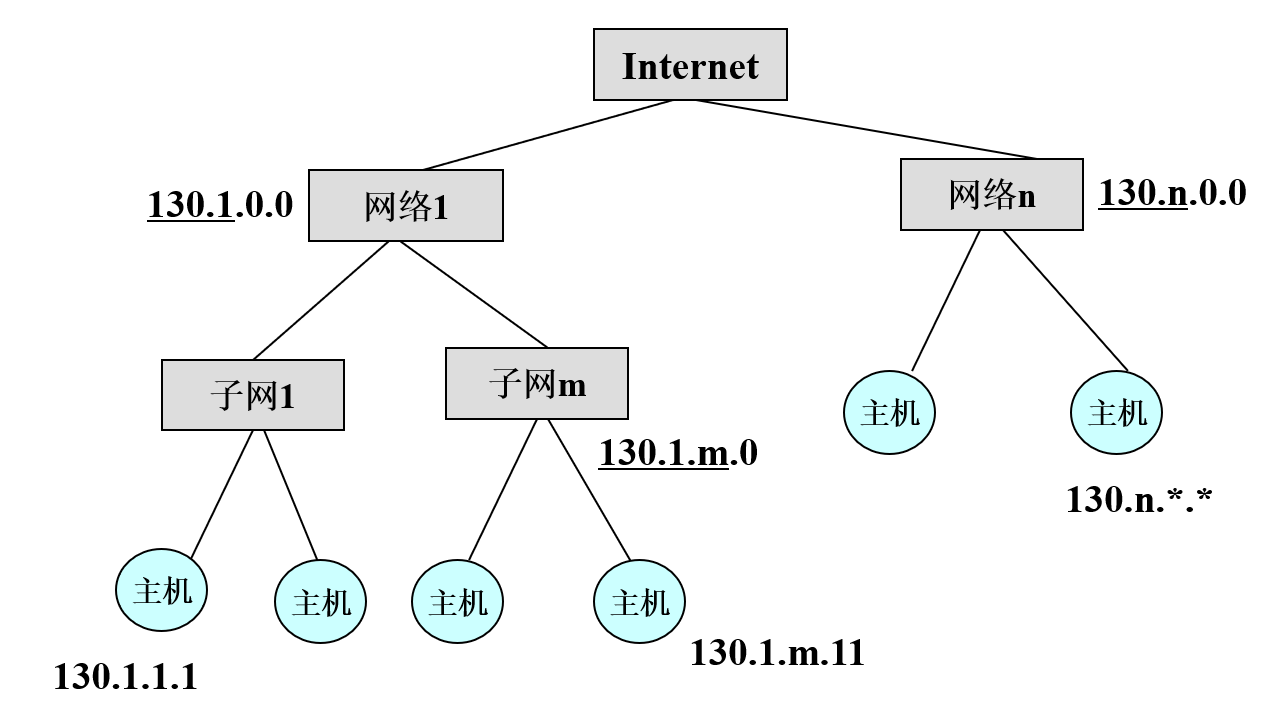 Internet
130.1.0.0
网络1
网络n
130.n.0.0
子网1
子网m
130.1.m.0
主机
主机
130.n.*.*
主机
主机
主机
主机
130.1.1.1
130.1.m.11